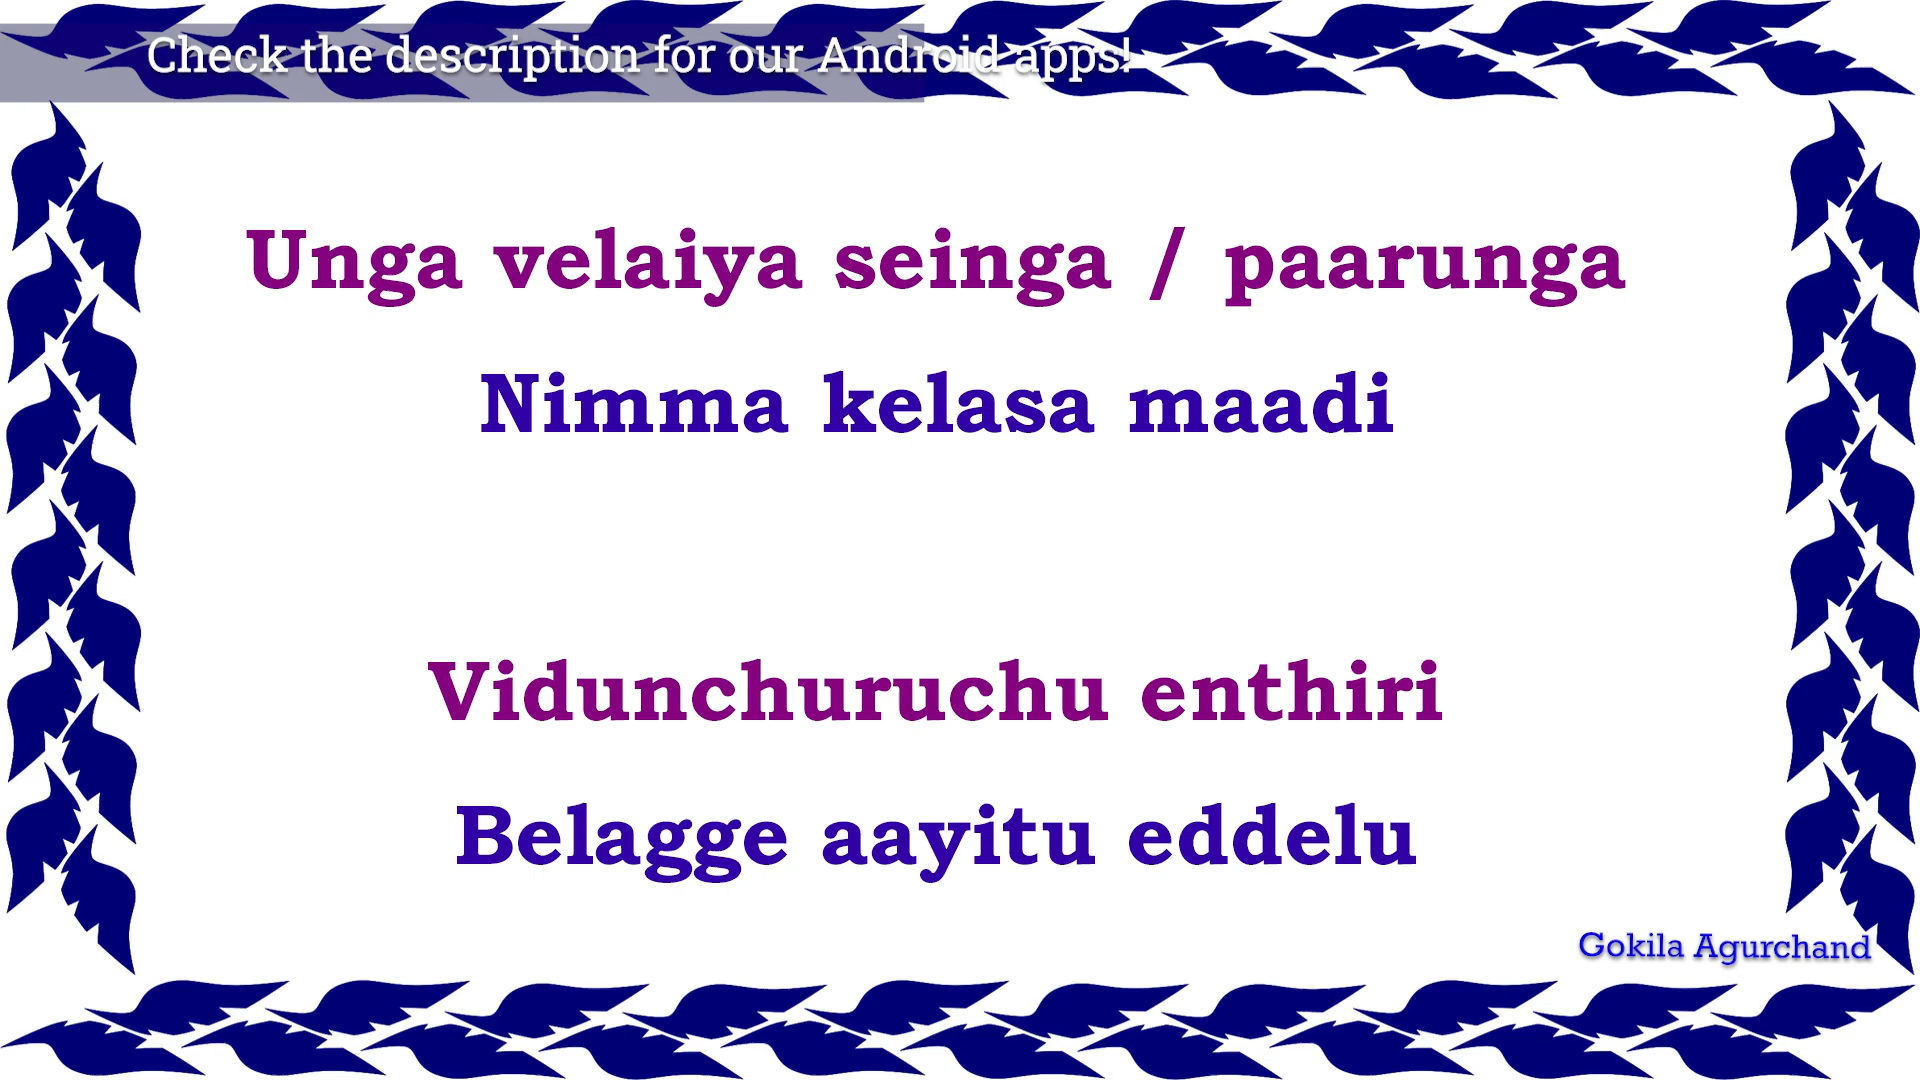 Check the description for our Android apps!
Unga velaiya seinga / paarunga
Nimma kelasa maadi
Vidunchuruchu enthiri
Belagge aayitu eddelu
Gokila Agurchand